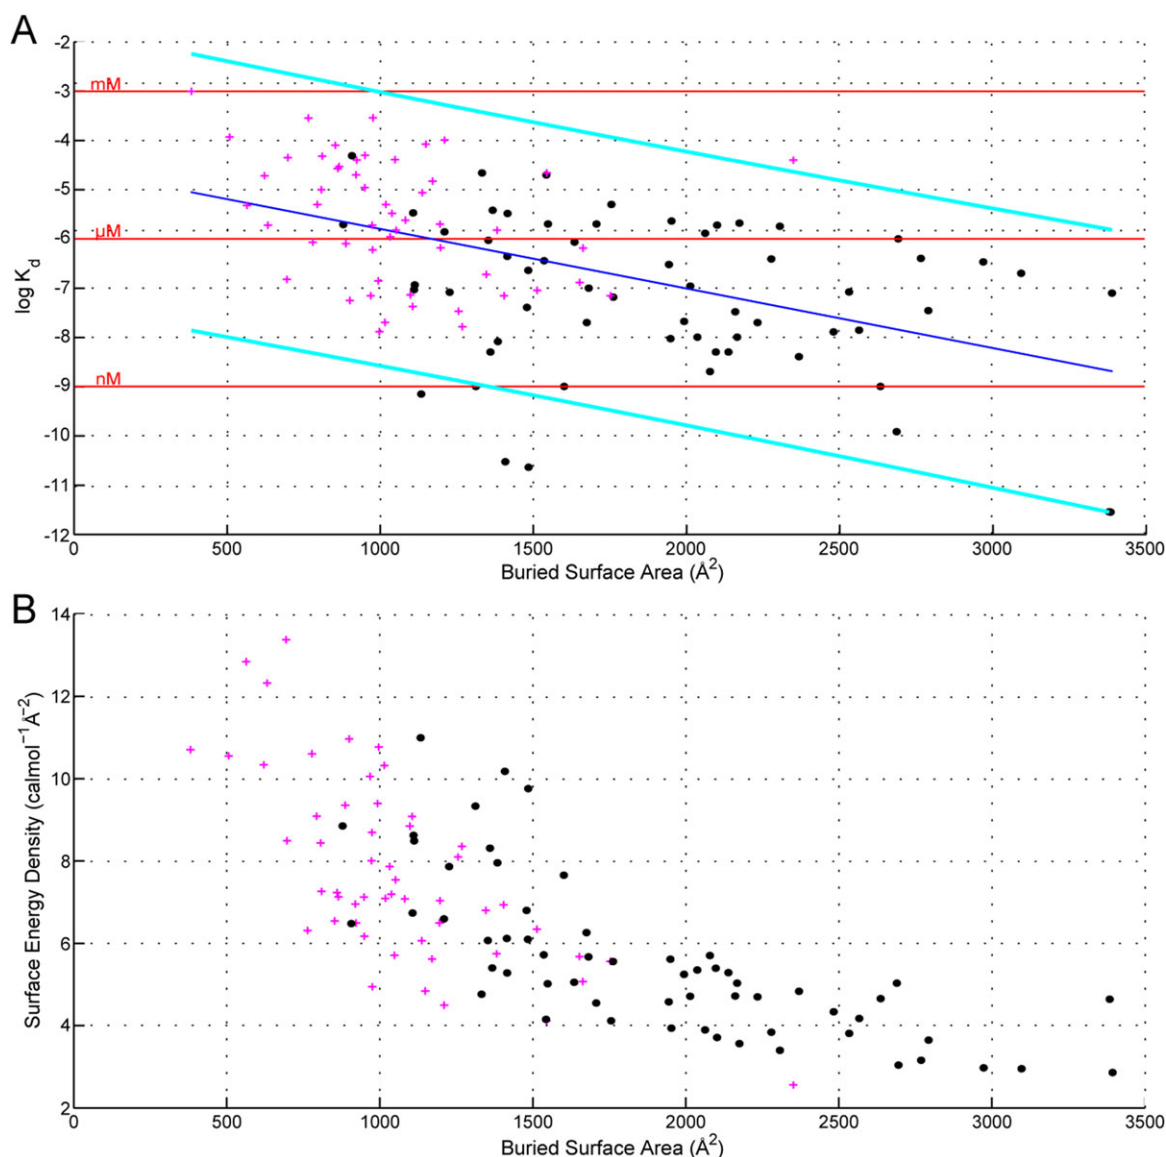 A
-2
-3
mM
-4
-5
-6
µM
-7
-8
-9
nM
-10
-11
-12
log K_d
0 500 1000 1500 2000 2500 3000 3500
Buried Surface Area (Å²)
B
14
12
10
8
6
4
2
Surface Energy Density (calmol⁻¹Å⁻²)
0 500 1000 1500 2000 2500 3000 3500
Buried Surface Area (Å²)